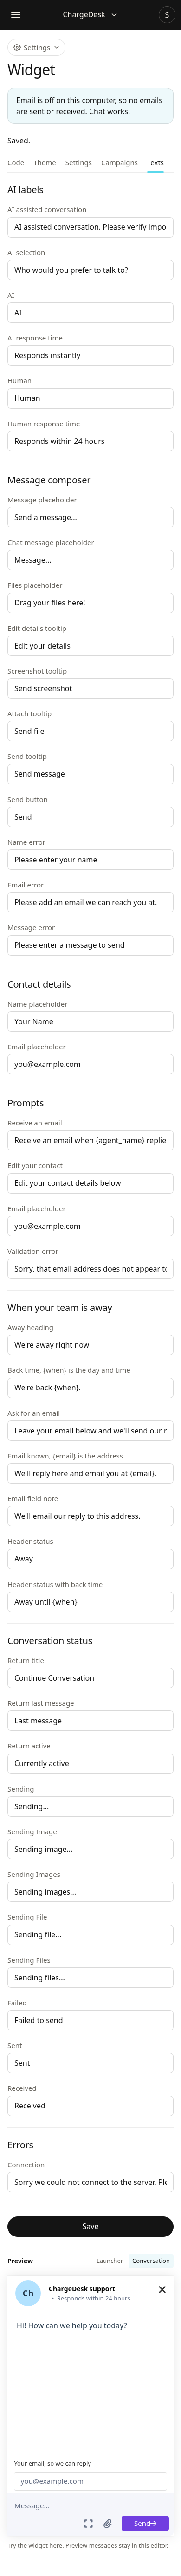 ChargeDesk
S
Settings
Widget
Email is off on this computer, so no emails
are sent or received. Chat works.
Saved.
Code Theme Settings Campaigns Texts
AI labels
AI assisted conversation
AI assisted conversation. Please verify impo
AI selection
Who would you prefer to talk to?
AI
AI
AI response time
Responds instantly
Human
Human
Human response time
Responds within 24 hours
Message composer
Message placeholder
Send a message...
Chat message placeholder
Message...
Files placeholder
Drag your files here!
Edit details tooltip
Edit your details
Screenshot tooltip
Send screenshot
Attach tooltip
Send file
Send tooltip
Send message
Send button
Send
Name error
Please enter your name
Email error
Please add an email we can reach you at.
Message error
Please enter a message to send
Contact details
Name placeholder
Your Name
Email placeholder
you@example.com
Prompts
Receive an email
Receive an email when {agent_name} replie
Edit your contact
Edit your contact details below
Email placeholder
you@example.com
Validation error
Sorry, that email address does not appear to
When your team is away
Away heading
We're away right now
Back time, {when} is the day and time
We're back {when}.
Ask for an email
Leave your email below and we'll send our r
Email known, {email} is the address
We'll reply here and email you at {email}.
Email field note
We'll email our reply to this address.
Header status
Away
Header status with back time
Away until {when}
Conversation status
Return title
Continue Conversation
Return last message
Last message
Return active
Currently active
Sending
Sending...
Sending Image
Sending image...
Sending Images
Sending images...
Sending File
Sending file...
Sending Files
Sending files...
Failed
Failed to send
Sent
Sent
Received
Received
Errors
Connection
Sorry we could not connect to the server. Ple
Save
Preview Launcher Conversation
Ch
ChargeDesk support
• Responds within 24 hours
Hi! How can we help you today?
Your email, so we can reply
you@example.com
Message...
Send
Try the widget here. Preview messages stay in this editor.